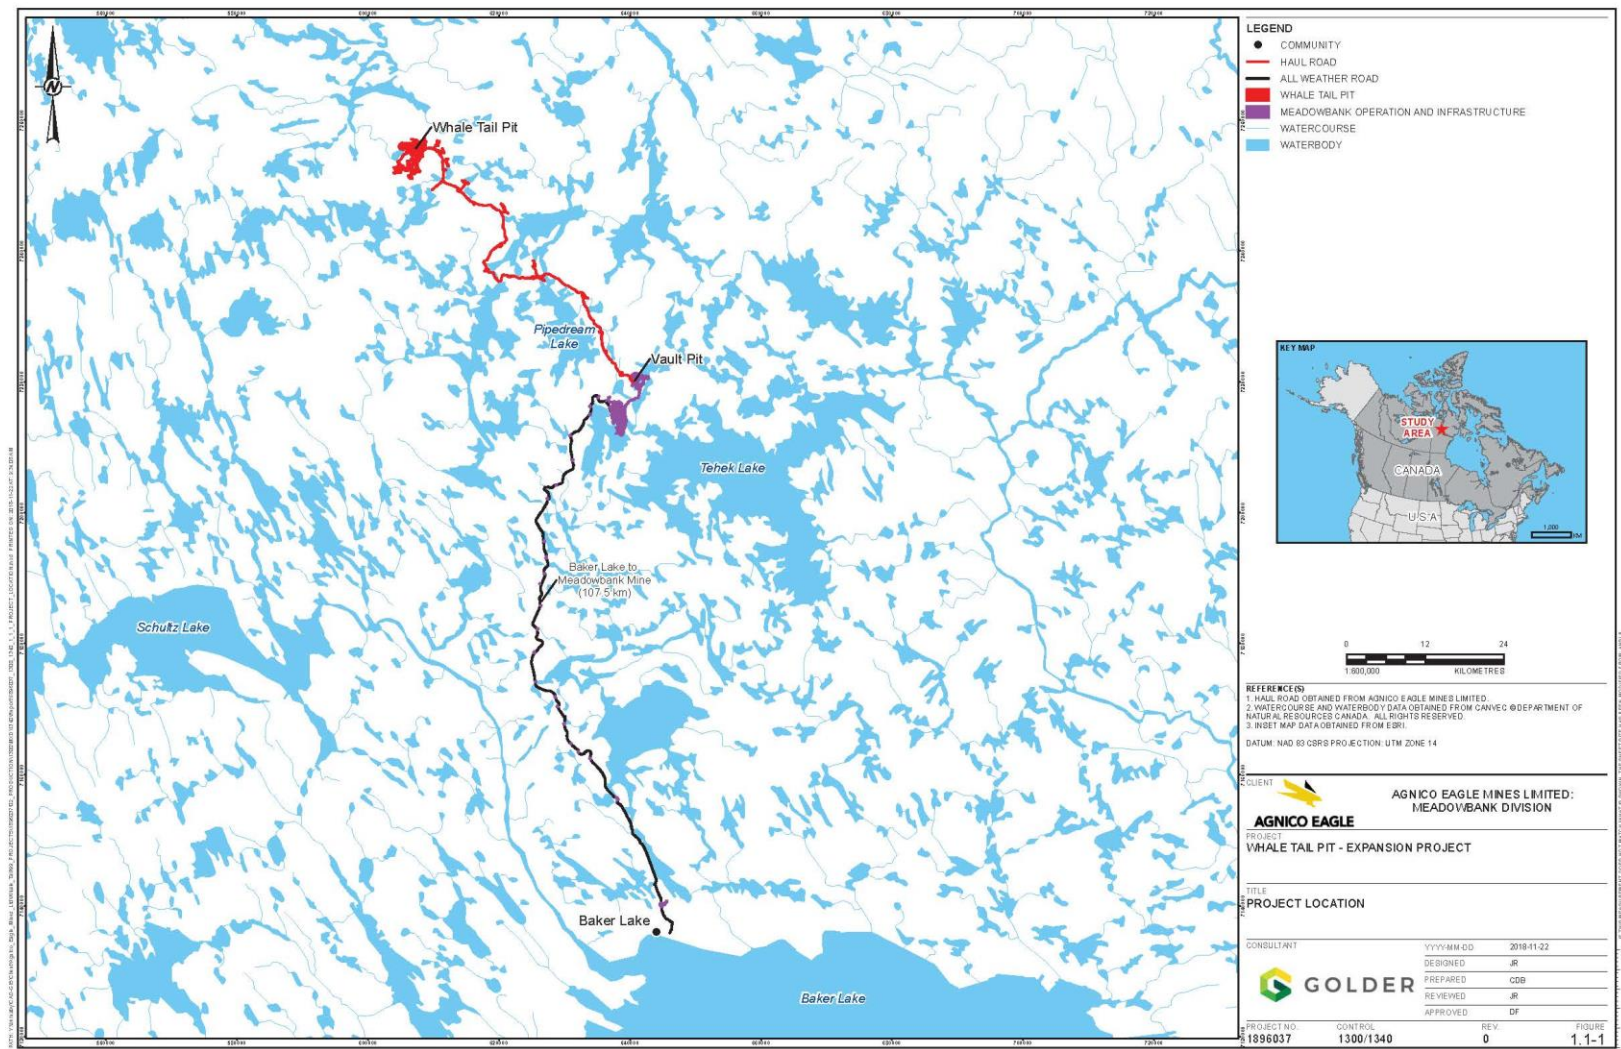 LEGEND
COMMUNITY
HAUL ROAD
ALL WEATHER ROAD
WHALE TAIL PIT
MEADOWBANK OPERATION AND INFRASTRUCTURE
WATERCOURSE
WATERBODY
N
Whale Tail Pit
Pipedream
Lake
Vault Pit
Tehek Lake
Baker Lake to
Meadowbank Mine
(107.5 km)
Schultz Lake
Baker Lake
Baker Lake
KEY MAP
STUDY
AREA
CANADA
U.S.A
1,000
KM
0 12 24
1:600,000 KILOMETRES
REFERENCE(S)
1. HAUL ROAD OBTAINED FROM AGNICO EAGLE MINES LIMITED.
2. WATERCOURSE AND WATERBODY DATA OBTAINED FROM CANVEC © DEPARTMENT OF
NATURAL RESOURCES CANADA. ALL RIGHTS RESERVED.
3. INSET MAP DATA OBTAINED FROM ESRI.
DATUM: NAD 83 CSRS PROJECTION: UTM ZONE 14
CLIENT
AGNICO EAGLE
AGNICO EAGLE MINES LIMITED:
MEADOWBANK DIVISION
PROJECT
WHALE TAIL PIT - EXPANSION PROJECT
TITLE
PROJECT LOCATION
CONSULTANT
GOLDER
YYYY-MM-DD 2018-11-22
DESIGNED JR
PREPARED CDB
REVIEWED JR
APPROVED DF
PROJECT NO. CONTROL REV. FIGURE
1896037 1300/1340 0 1.1-1